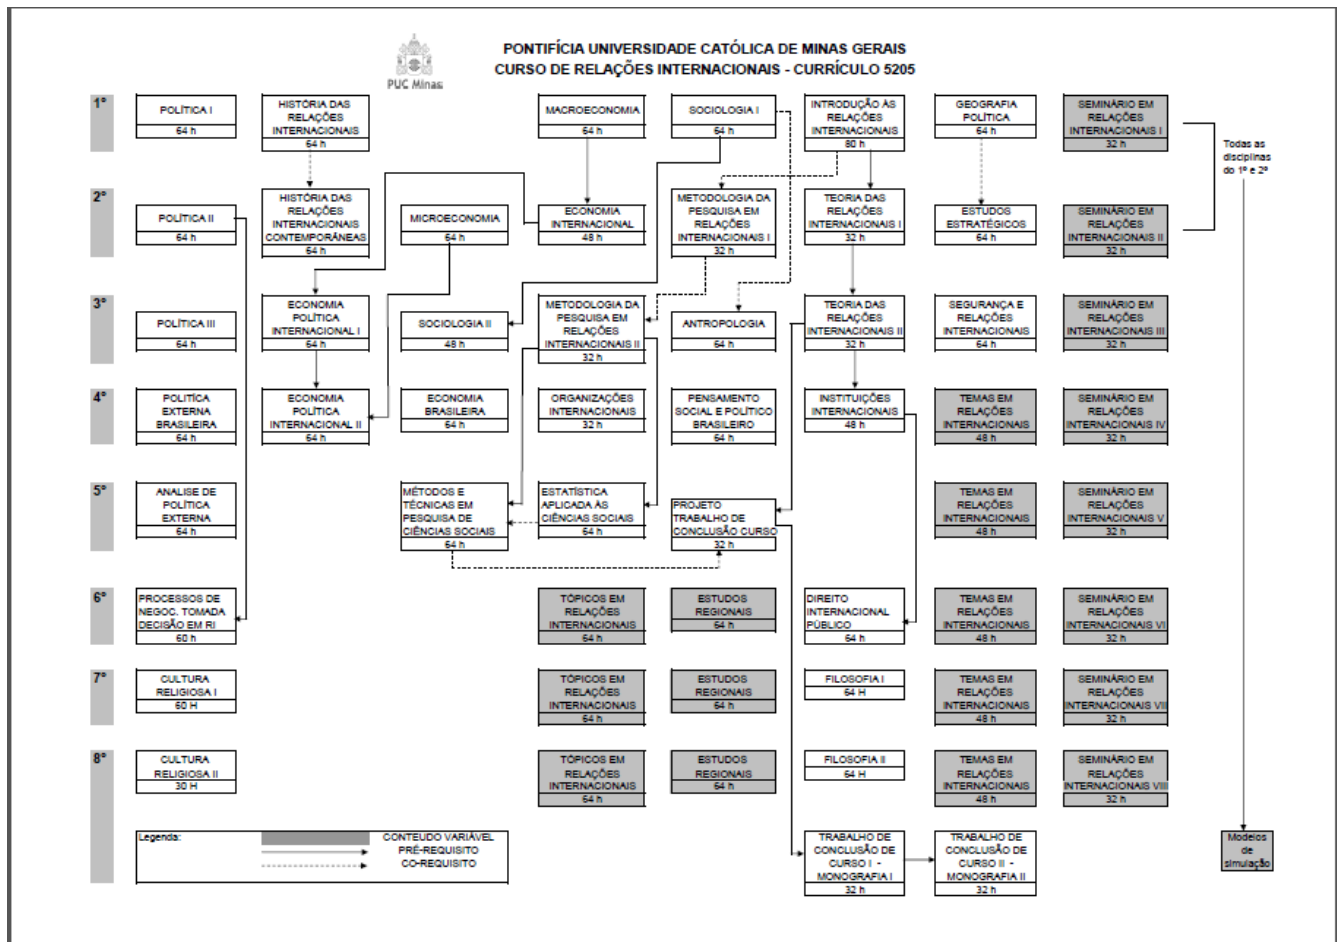 PONTIFÍCIA UNIVERSIDADE CATÓLICA DE MINAS GERAIS
CURSO DE RELAÇÕES INTERNACIONAIS - CURRÍCULO 5205
PUC Minas
1º
POLÍTICA I
64 h
HISTÓRIA DAS
RELAÇÕES
INTERNACIONAIS
64 h
MACROECONOMIA
64 h
SOCIOLOGIA I
64 h
INTRODUÇÃO ÀS
RELAÇÕES
INTERNACIONAIS
80 h
GEOGRAFIA
POLÍTICA
64 h
SEMINÁRIO EM
RELAÇÕES
INTERNACIONAIS I
32 h
Todas as
disciplinas
do 1º e 2º
2º
POLÍTICA II
64 h
HISTÓRIA DAS
RELAÇÕES
INTERNACIONAIS
CONTEMPORÂNEAS
64 h
MICROECONOMIA
64 h
ECONOMIA
INTERNACIONAL
48 h
METODOLOGIA DA
PESQUISA EM
RELAÇÕES
INTERNACIONAIS I
32 h
TEORIA DAS
RELAÇÕES
INTERNACIONAIS I
32 h
ESTUDOS
ESTRATÉGICOS
64 h
SEMINÁRIO EM
RELAÇÕES
INTERNACIONAIS II
32 h
3º
POLÍTICA III
64 h
ECONOMIA
POLÍTICA
INTERNACIONAL I
64 h
SOCIOLOGIA II
48 h
METODOLOGIA DA
PESQUISA EM
RELAÇÕES
INTERNACIONAIS II
32 h
ANTROPOLOGIA
64 h
TEORIA DAS
RELAÇÕES
INTERNACIONAIS II
32 h
SEGURANÇA E
RELAÇÕES
INTERNACIONAIS
64 h
SEMINÁRIO EM
RELAÇÕES
INTERNACIONAIS III
32 h
4º
POLITÍCA
EXTERNA
BRASILEIRA
64 h
ECONOMIA
POLÍTICA
INTERNACIONAL II
64 h
ECONOMIA
BRASILEIRA
64 h
ORGANIZAÇÕES
INTERNACIONAIS
32 h
PENSAMENTO
SOCIAL E POLÍTICO
BRASILEIRO
64 h
INSTITUIÇÕES
INTERNACIONAIS
48 h
TEMAS EM
RELAÇÕES
INTERNACIONAIS
48 h
SEMINÁRIO EM
RELAÇÕES
INTERNACIONAIS IV
32 h
5º
ANALISE DE
POLÍTICA
EXTERNA
64 h
MÉTODOS E
TÉCNICAS EM
PESQUISA DE
CIÊNCIAS SOCIAIS
64 h
ESTATÍSTICA
APLICADA ÀS
CIÊNCIAS SOCIAIS
64 h
PROJETO
TRABALHO DE
CONCLUSÃO CURSO
32 h
TEMAS EM
RELAÇÕES
INTERNACIONAIS
48 h
SEMINÁRIO EM
RELAÇÕES
INTERNACIONAIS V
32 h
6º
PROCESSOS DE
NEGOC. TOMADA
DECISÃO EM RI
60 h
TÓPICOS EM
RELAÇÕES
INTERNACIONAIS
64 h
ESTUDOS
REGIONAIS
64 h
DIREITO
INTERNACIONAL
PÚBLICO
64 h
TEMAS EM
RELAÇÕES
INTERNACIONAIS
48 h
SEMINÁRIO EM
RELAÇÕES
INTERNACIONAIS VI
32 h
7º
CULTURA
RELIGIOSA I
60 H
TÓPICOS EM
RELAÇÕES
INTERNACIONAIS
64 h
ESTUDOS
REGIONAIS
64 h
FILOSOFIA I
64 H
TEMAS EM
RELAÇÕES
INTERNACIONAIS
48 h
SEMINÁRIO EM
RELAÇÕES
INTERNACIONAIS VII
32 h
8º
CULTURA
RELIGIOSA II
30 H
TÓPICOS EM
RELAÇÕES
INTERNACIONAIS
64 h
ESTUDOS
REGIONAIS
64 h
FILOSOFIA II
64 H
TEMAS EM
RELAÇÕES
INTERNACIONAIS
48 h
SEMINÁRIO EM
RELAÇÕES
INTERNACIONAIS VIII
32 h
Legenda:
CONTEUDO VARIÁVEL
PRÉ-REQUISITO
CO-REQUISITO
TRABALHO DE
CONCLUSÃO DE
CURSO I -
MONOGRAFIA I
32 h
TRABALHO DE
CONCLUSÃO DE
CURSO II -
MONOGRAFIA II
32 h
Modelos
de
simulação